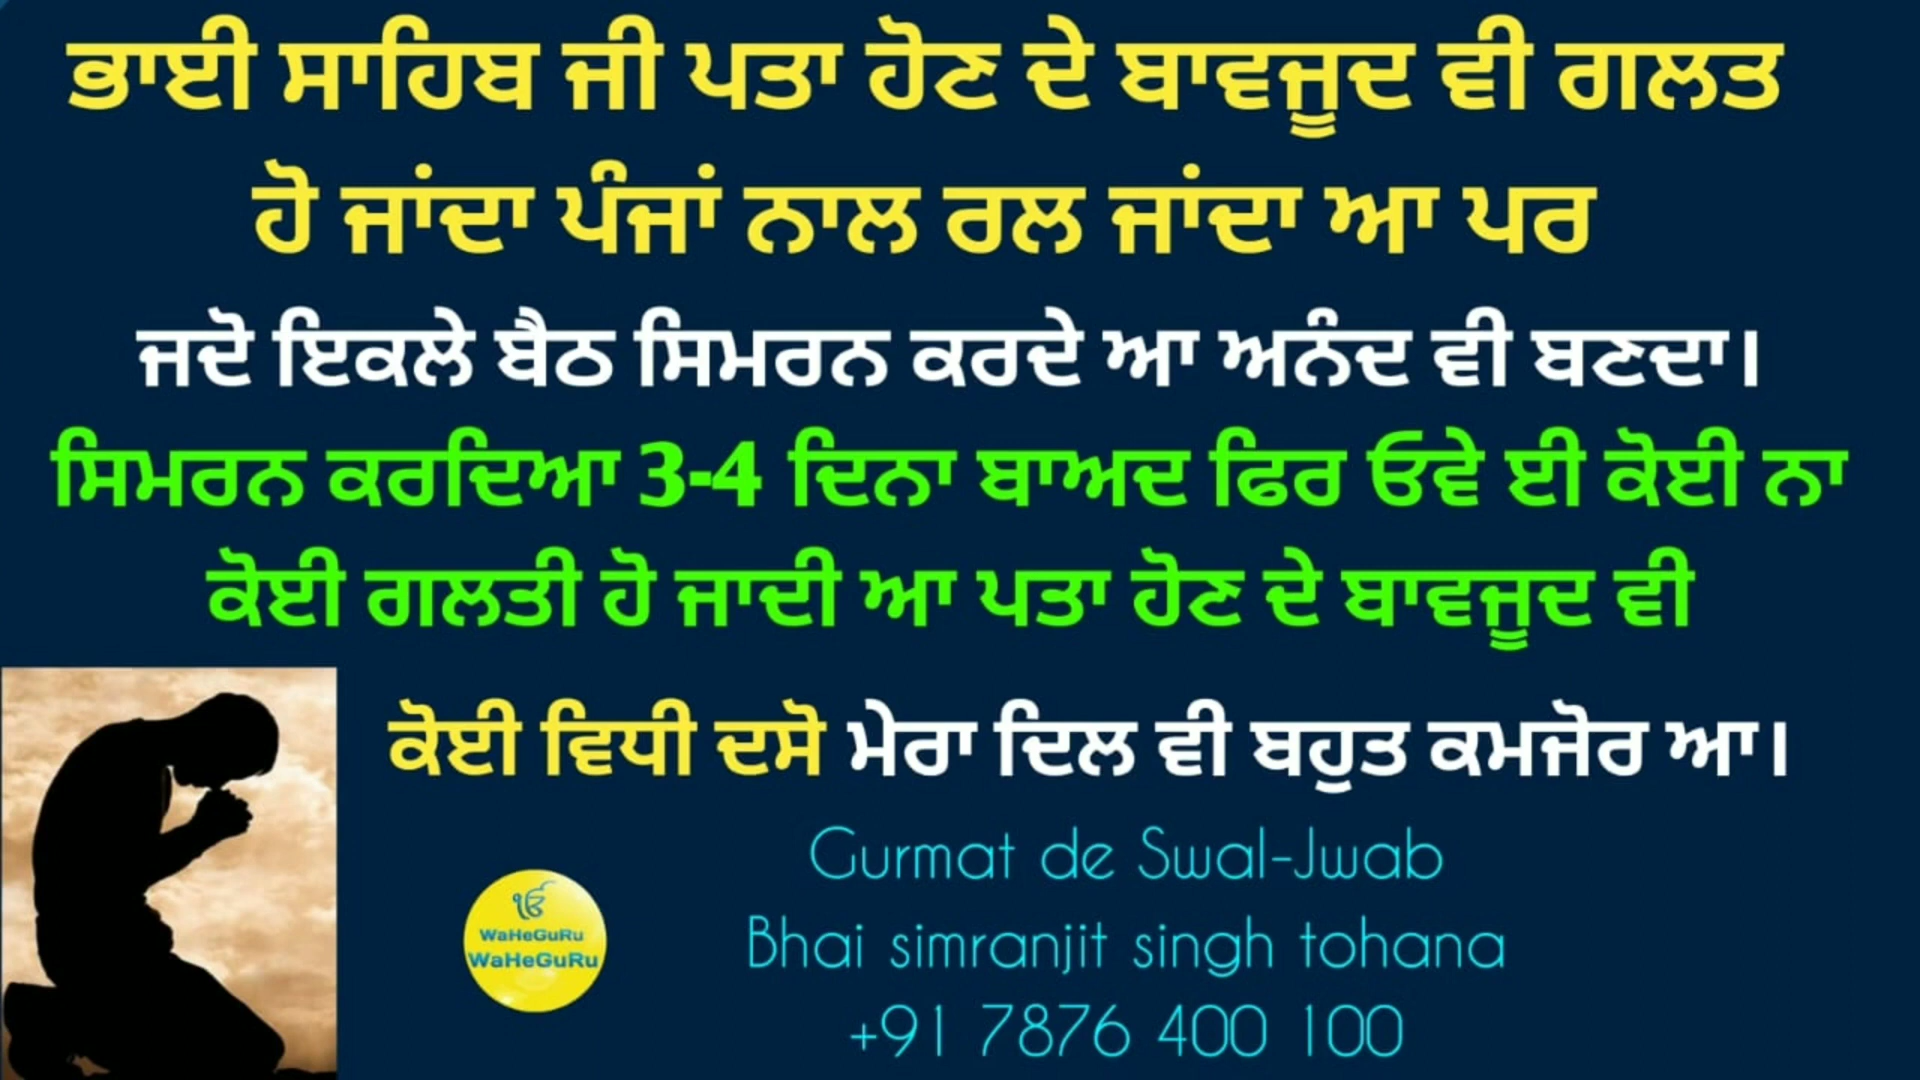 ਭਾਈ ਸਾਹਿਬ ਜੀ ਪਤਾ ਹੋਣ ਦੇ ਬਾਵਜੂਦ ਵੀ ਗਲਤ
ਹੋ ਜਾਂਦਾ ਪੰਜਾਂ ਨਾਲ ਰਲ ਜਾਂਦਾ ਆ ਪਰ
ਜਦੋ ਇਕਲੇ ਬੈਠ ਸਿਮਰਨ ਕਰਦੇ ਆ ਅਨੰਦ ਵੀ ਬਣਦਾ।
ਸਿਮਰਨ ਕਰਦਿਆ 3-4 ਦਿਨਾ ਬਾਅਦ ਫਿਰ ਓਵੇ ਈ ਕੋਈ ਨਾ
ਕੋਈ ਗਲਤੀ ਹੋ ਜਾਦੀ ਆ ਪਤਾ ਹੋਣ ਦੇ ਬਾਵਜੂਦ ਵੀ
ਕੋਈ ਵਿਧੀ ਦਸੋ ਮੇਰਾ ਦਿਲ ਵੀ ਬਹੁਤ ਕਮਜੋਰ ਆ।
Gurmat de Swal-Jwab
Bhai simranjit singh tohana
+91 7876 400 100
ੴ
WaHeGuRu
WaHeGuRu